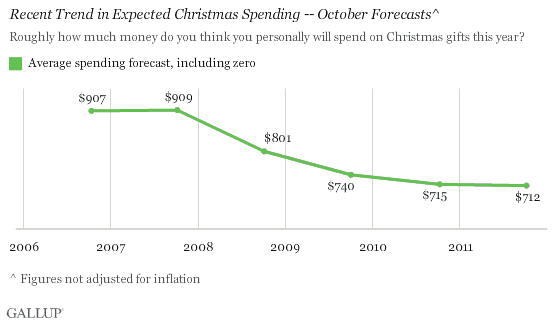 Recent Trend in Expected Christmas Spending -- October Forecasts^
Roughly how much money do you think you personally will spend on Christmas gifts this year?
Average spending forecast, including zero
$907
$909
$801
$740
$715
$712
2006 2007 2008 2009 2010 2011
^ Figures not adjusted for inflation
GALLUP®